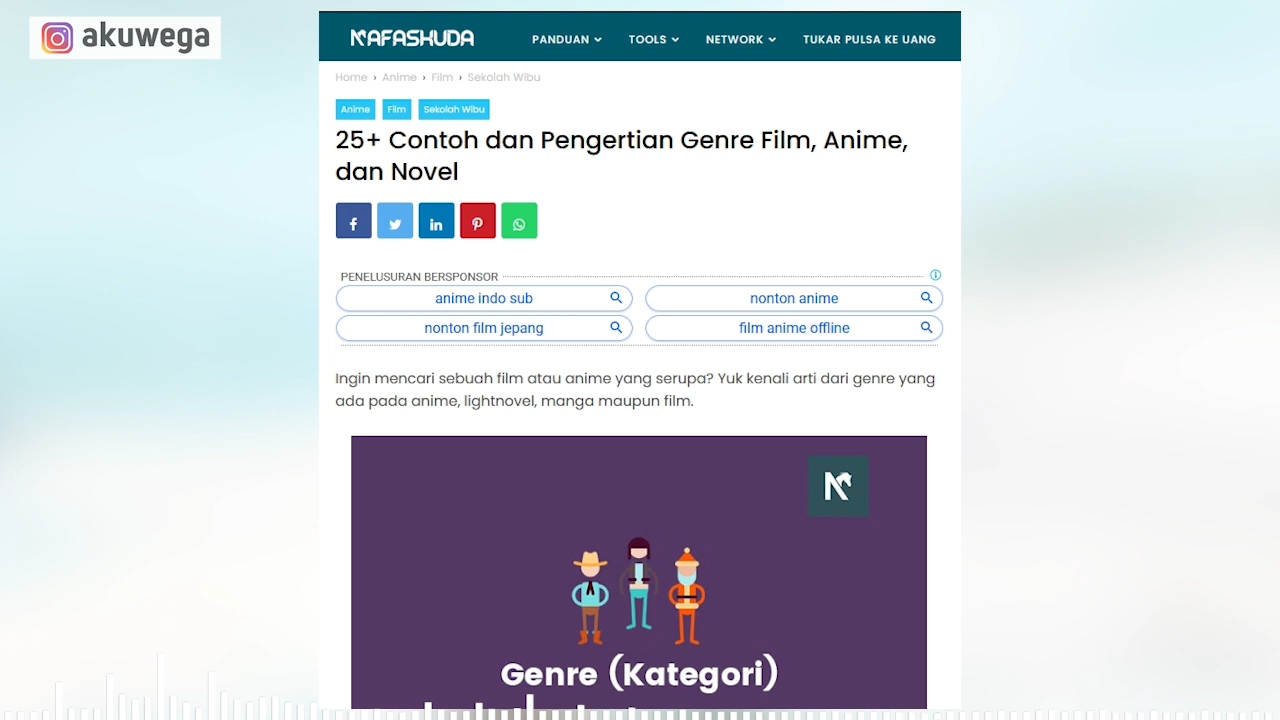 akuwega
NAFASKUDA
PANDUAN
TOOLS
NETWORK
TUKAR PULSA KE UANG
Home › Anime › Film › Sekolah Wibu
Anime
Film
Sekolah Wibu
25+ Contoh dan Pengertian Genre Film, Anime,
dan Novel
PENELUSURAN BERSPONSOR
anime indo sub
nonton anime
nonton film jepang
film anime offline
Ingin mencari sebuah film atau anime yang serupa? Yuk kenali arti dari genre yang
ada pada anime, lightnovel, manga maupun film.
Genre (Kategori)